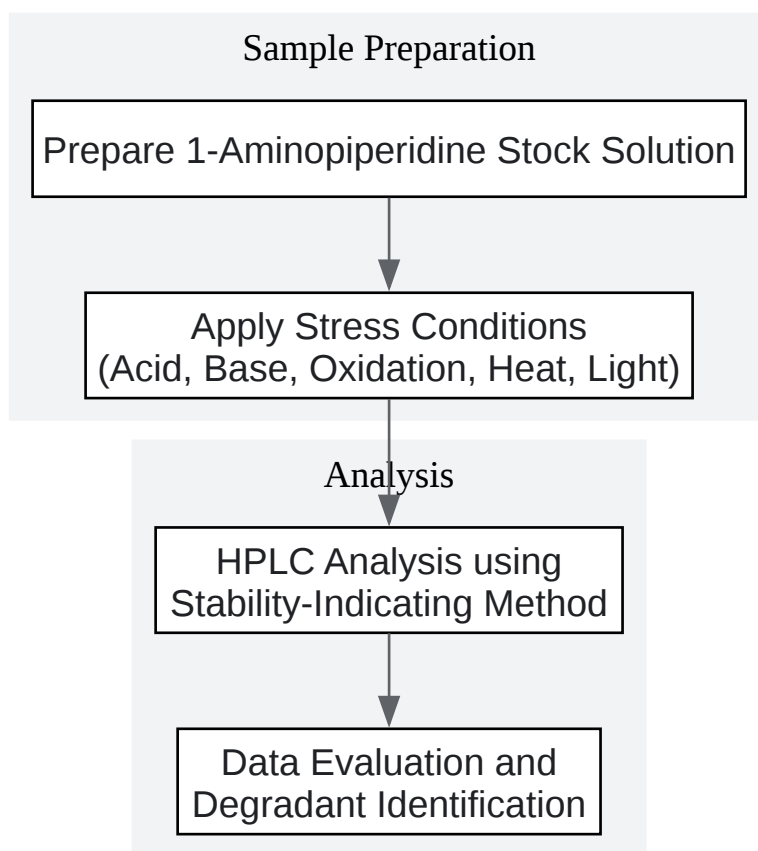 Sample Preparation
Prepare 1-Aminopiperidine Stock Solution
Apply Stress Conditions
(Acid, Base, Oxidation, Heat, Light)
Analysis
HPLC Analysis using
Stability-Indicating Method
Data Evaluation and
Degradant Identification